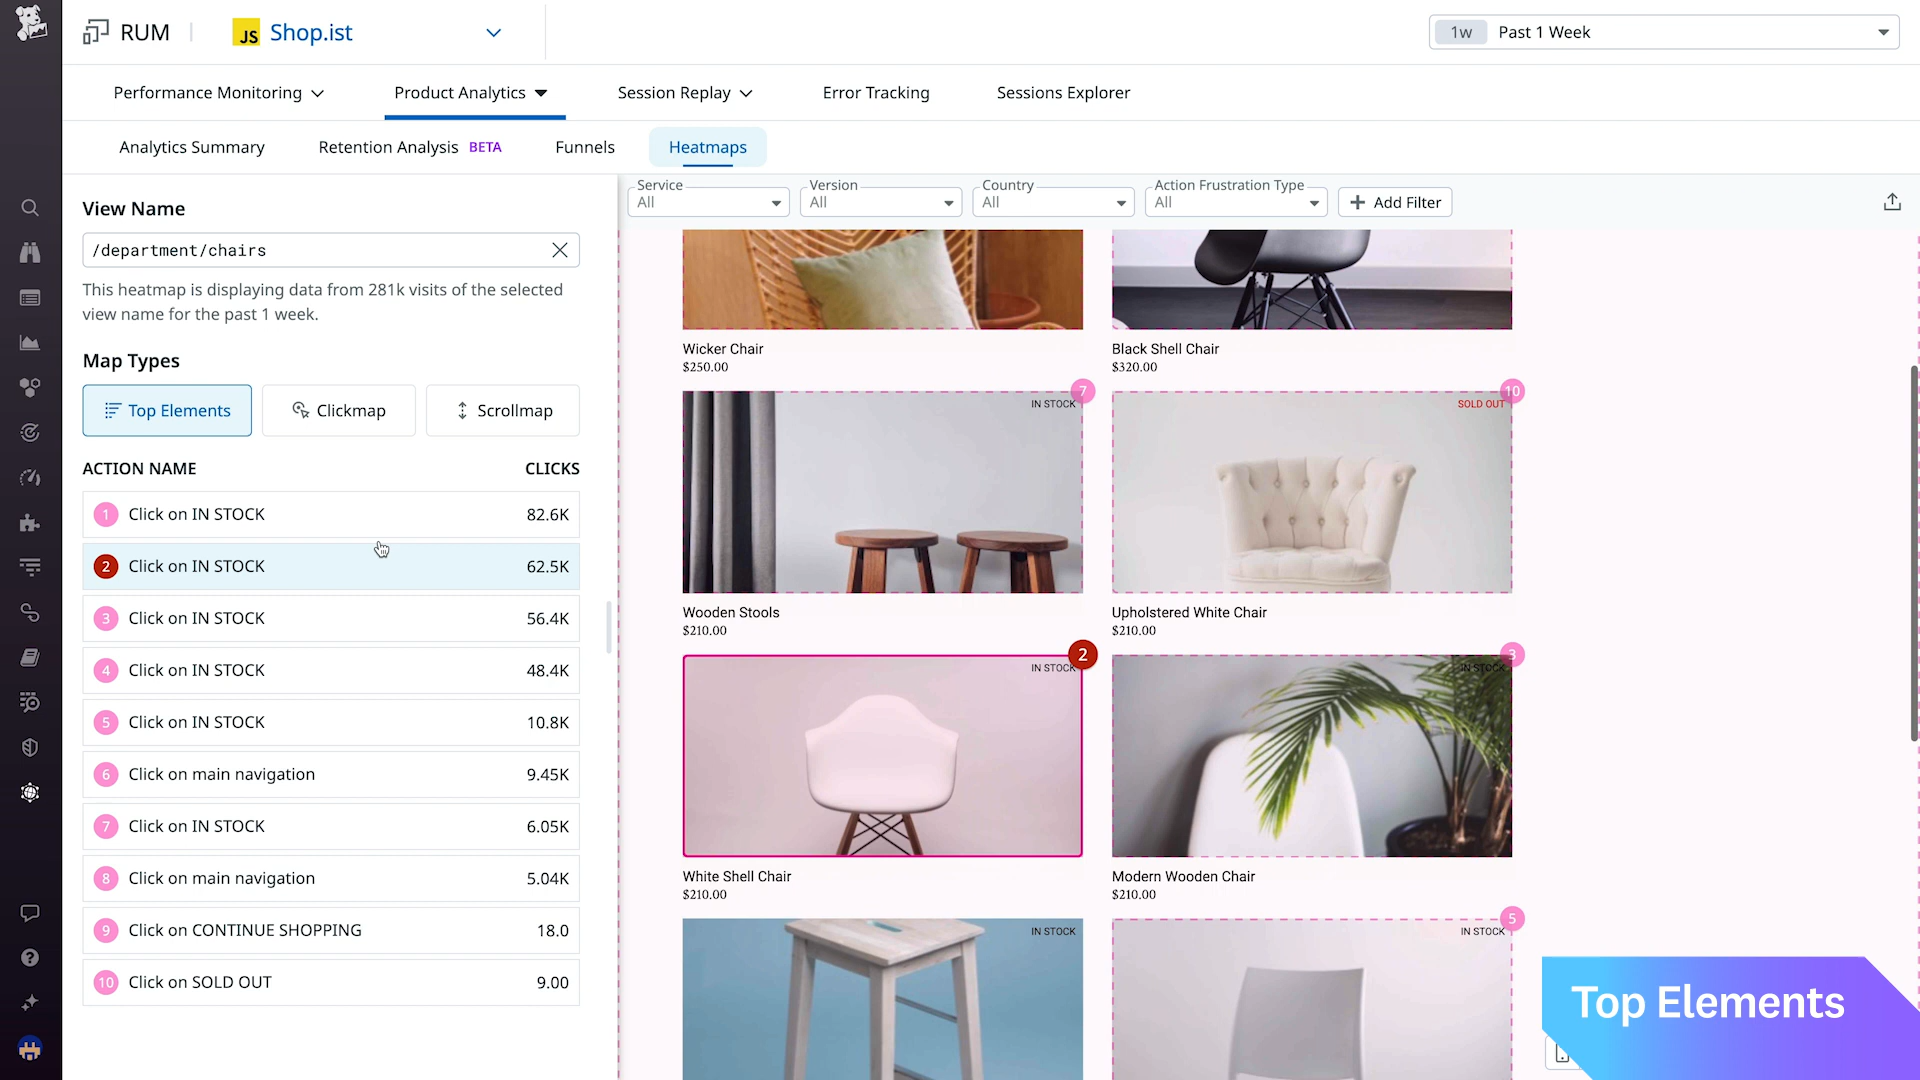 RUM
JS Shop.ist
1w Past 1 Week
Performance Monitoring
Product Analytics
Session Replay
Error Tracking
Sessions Explorer
Analytics Summary
Retention Analysis BETA
Funnels
Heatmaps
View Name
/department/chairs
This heatmap is displaying data from 281k visits of the selected
view name for the past 1 week.
Map Types
Top Elements
Clickmap
Scrollmap
ACTION NAME CLICKS
1 Click on IN STOCK 82.6K
2 Click on IN STOCK 62.5K
3 Click on IN STOCK 56.4K
4 Click on IN STOCK 48.4K
5 Click on IN STOCK 10.8K
6 Click on main navigation 9.45K
7 Click on IN STOCK 6.05K
8 Click on main navigation 5.04K
9 Click on CONTINUE SHOPPING 18.0
10 Click on SOLD OUT 9.00
Service
All
Version
All
Country
All
Action Frustration Type
All
Add Filter
Wicker Chair
$250.00
Black Shell Chair
$320.00
7
IN STOCK
Wooden Stools
$210.00
10
SOLD OUT
Upholstered White Chair
$210.00
2
IN STOCK
White Shell Chair
$210.00
3
IN STOCK
Modern Wooden Chair
$210.00
IN STOCK
5
IN STOCK
Top Elements